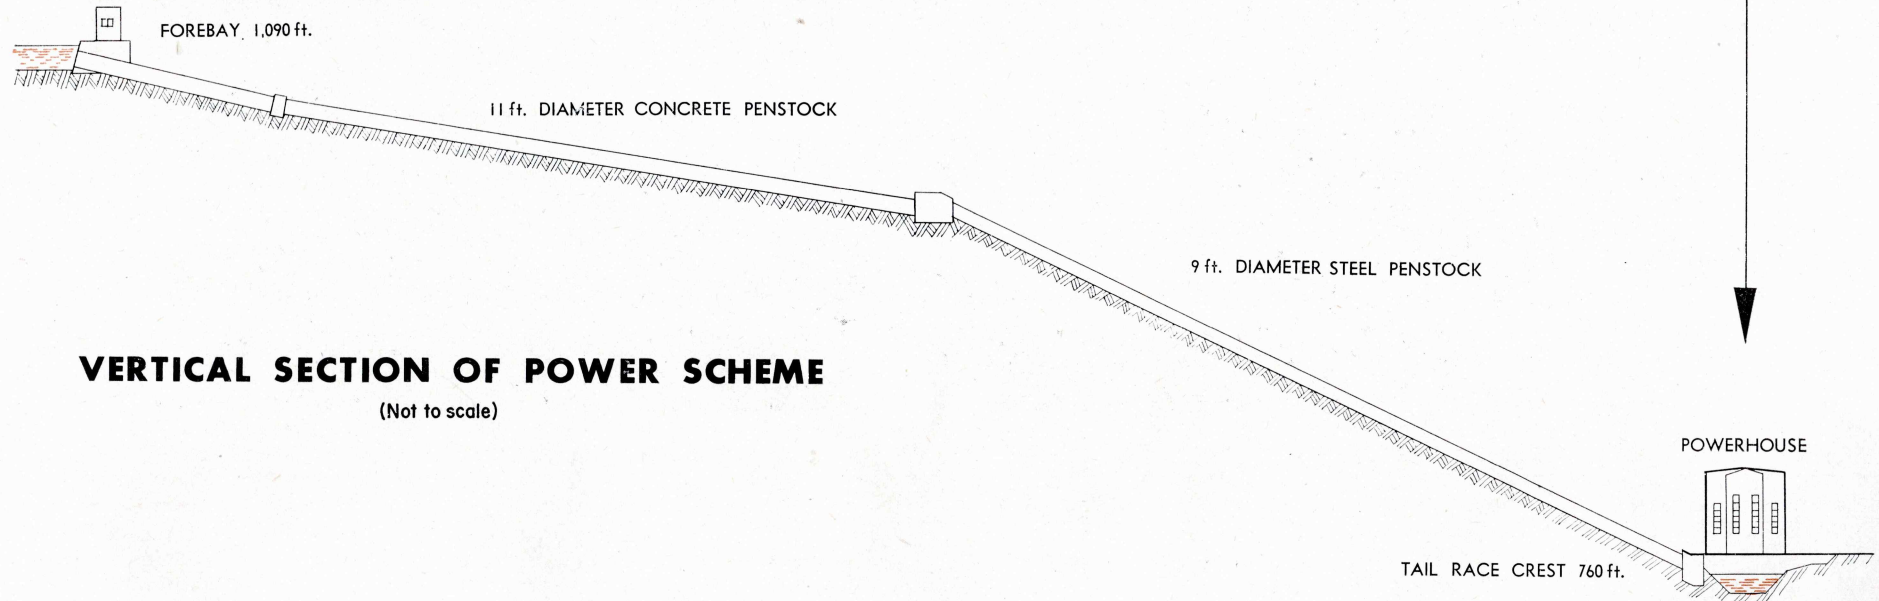 FOREBAY 1,090 ft.
11 ft. DIAMETER CONCRETE PENSTOCK
9 ft. DIAMETER STEEL PENSTOCK
VERTICAL SECTION OF POWER SCHEME
(Not to scale)
POWERHOUSE
TAIL RACE CREST 760 ft.